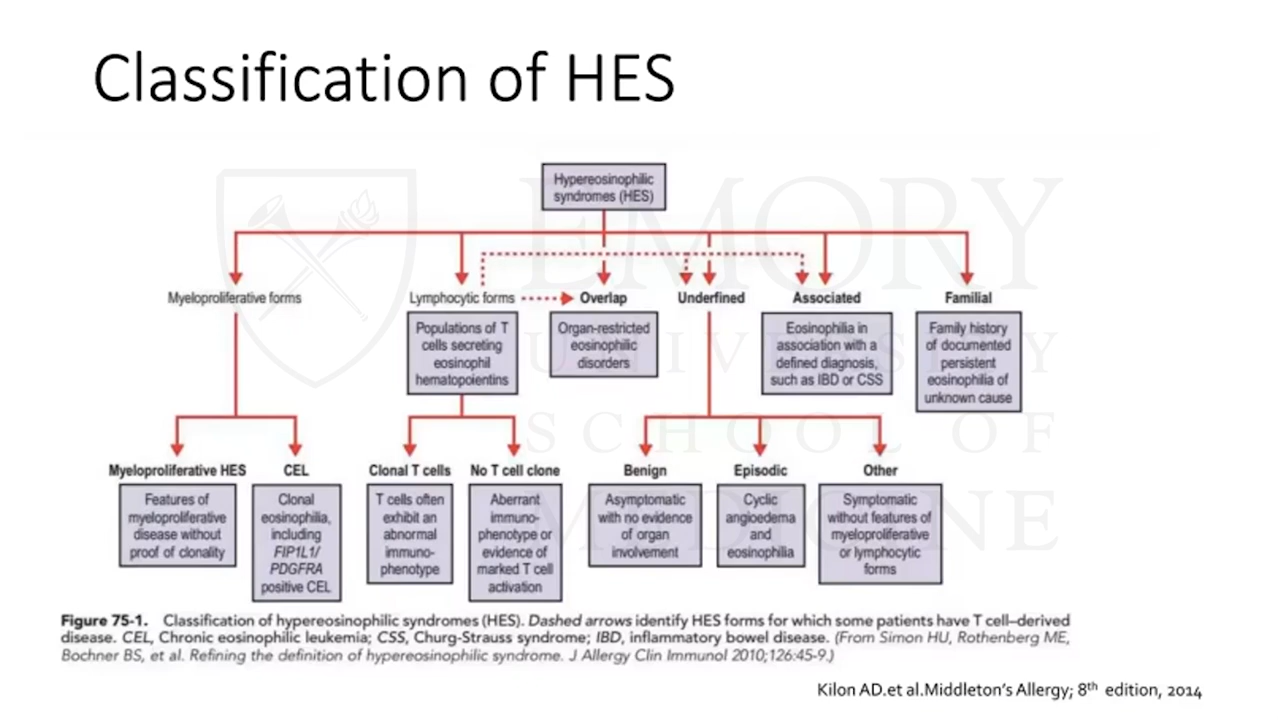 Classification of HES
Hypereosinophilic
syndromes (HES)
Myeloproliferative forms
Lymphocytic forms
Overlap
Underfined
Associated
Familial
Populations of T
cells secreting
eosinophil
hematopoientins
Organ-restricted
eosinophilic
disorders
Eosinophilia in
association with a
defined diagnosis,
such as IBD or CSS
Family history
of documented
persistent
eosinophilia of
unknown cause
Myeloproliferative HES
Features of
myeloproliferative
disease without
proof of clonality
CEL
Clonal
eosinophilia,
including
FIP1L1/
PDGFRA
positive CEL
Clonal T cells
T cells often
exhibit an
abnormal
immuno-
phenotype
No T cell clone
Aberrant
immuno-
phenotype or
evidence of
marked T cell
activation
Benign
Asymptomatic
with no evidence
of organ
involvement
Episodic
Cyclic
angioedema
and
eosinophilia
Other
Symptomatic
without features of
myeloproliferative
or lymphocytic
forms
EMORY
UNIVERSITY
SCHOOL OF
MEDICINE
Figure 75-1. Classification of hypereosinophilic syndromes (HES). Dashed arrows identify HES forms for which some patients have T cell–derived
disease. CEL, Chronic eosinophilic leukemia; CSS, Churg-Strauss syndrome; IBD, inflammatory bowel disease. (From Simon HU, Rothenberg ME,
Bochner BS, et al. Refining the definition of hypereosinophilic syndrome. J Allergy Clin Immunol 2010;126:45-9.)
Kilon AD.et al.Middleton's Allergy; 8th edition, 2014